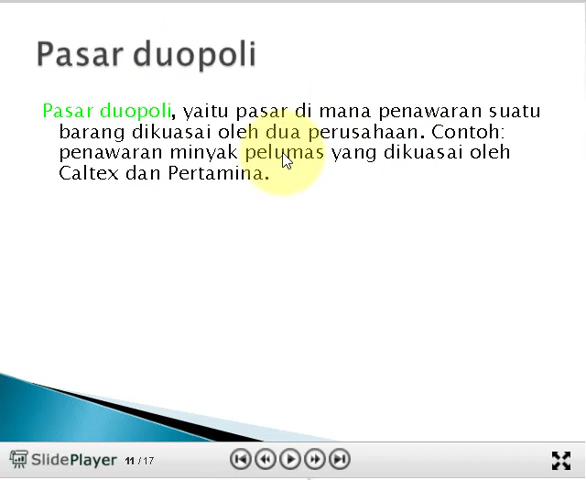 Pasar duopoli
Pasar duopoli, yaitu pasar di mana penawaran suatu
barang dikuasai oleh dua perusahaan. Contoh:
penawaran minyak pelumas yang dikuasai oleh
Caltex dan Pertamina.
SlidePlayer 11 / 17